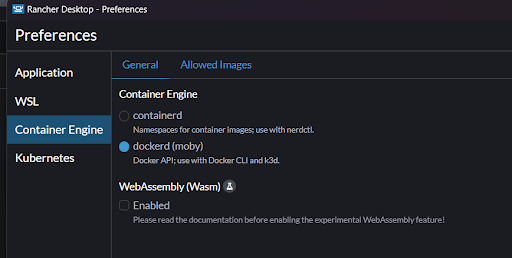 Rancher Desktop - Preferences
Preferences
Application
WSL
Container Engine
Kubernetes
General
Allowed Images
Container Engine
containerd
Namespaces for container images; use with nerdctl.
dockerd (moby)
Docker API; use with Docker CLI and k3d.
WebAssembly (Wasm)
Enabled
Please read the documentation before enabling the experimental WebAssembly feature!